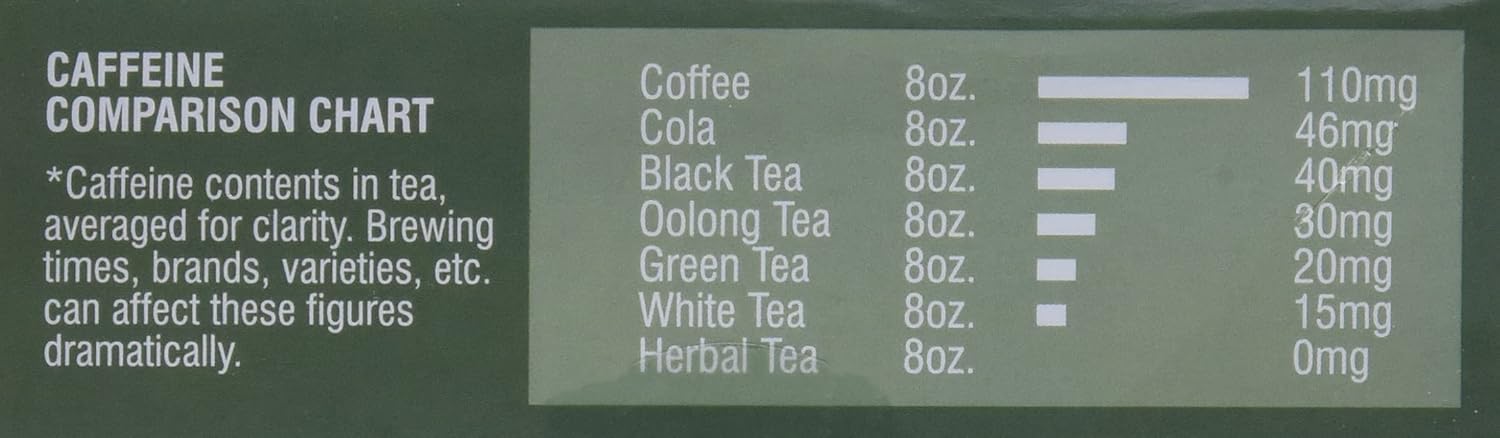 CAFFEINE
COMPARISON CHART
*Caffeine contents in tea,
averaged for clarity. Brewing
times, brands, varieties, etc.
can affect these figures
dramatically.
Coffee 8oz. 110mg
Cola 8oz. 46mg
Black Tea 8oz. 40mg
Oolong Tea 8oz. 30mg
Green Tea 8oz. 20mg
White Tea 8oz. 15mg
Herbal Tea 8oz. 0mg